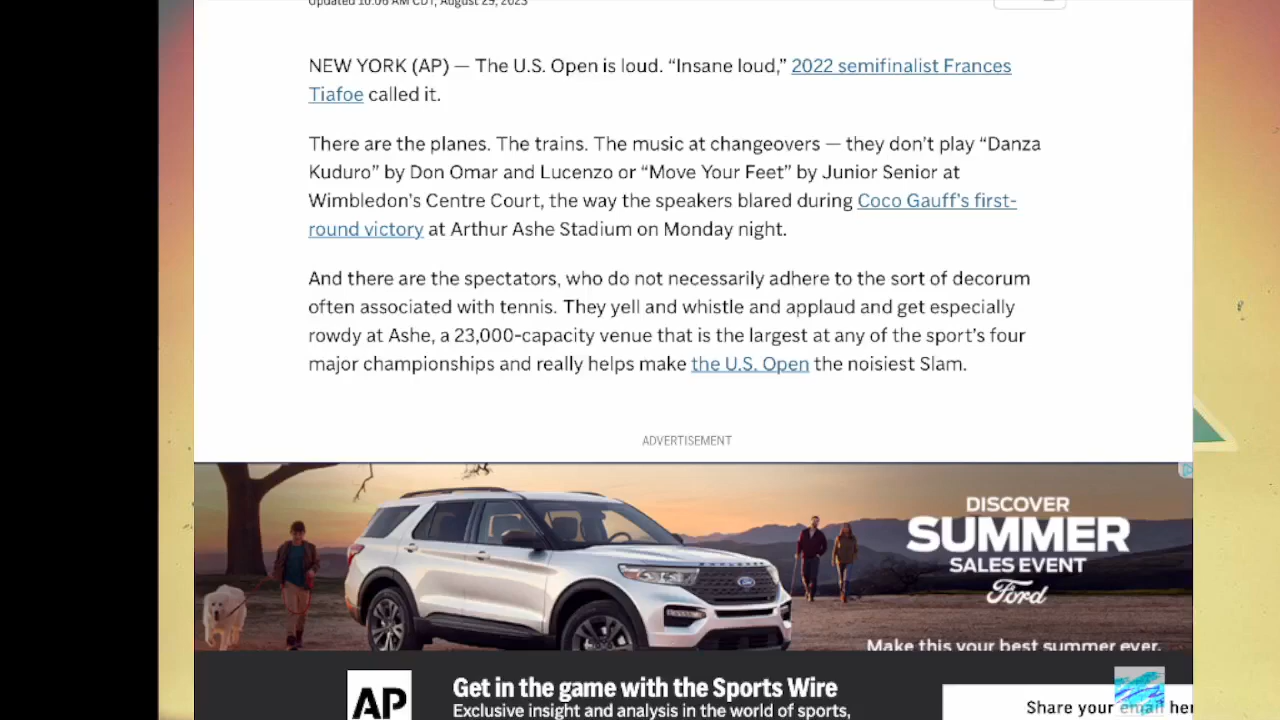 Updated 10:06 AM CDT, August 29, 2023
NEW YORK (AP) — The U.S. Open is loud. “Insane loud,” 2022 semifinalist Frances
Tiafoe called it.
There are the planes. The trains. The music at changeovers — they don’t play “Danza
Kuduro” by Don Omar and Lucenzo or “Move Your Feet” by Junior Senior at
Wimbledon’s Centre Court, the way the speakers blared during Coco Gauff’s first-
round victory at Arthur Ashe Stadium on Monday night.
And there are the spectators, who do not necessarily adhere to the sort of decorum
often associated with tennis. They yell and whistle and applaud and get especially
rowdy at Ashe, a 23,000-capacity venue that is the largest at any of the sport’s four
major championships and really helps make the U.S. Open the noisiest Slam.
ADVERTISEMENT
DISCOVER
SUMMER
SALES EVENT
Ford
Make this your best summer ever.
AP
Get in the game with the Sports Wire
Exclusive insight and analysis in the world of sports,
Share your email her